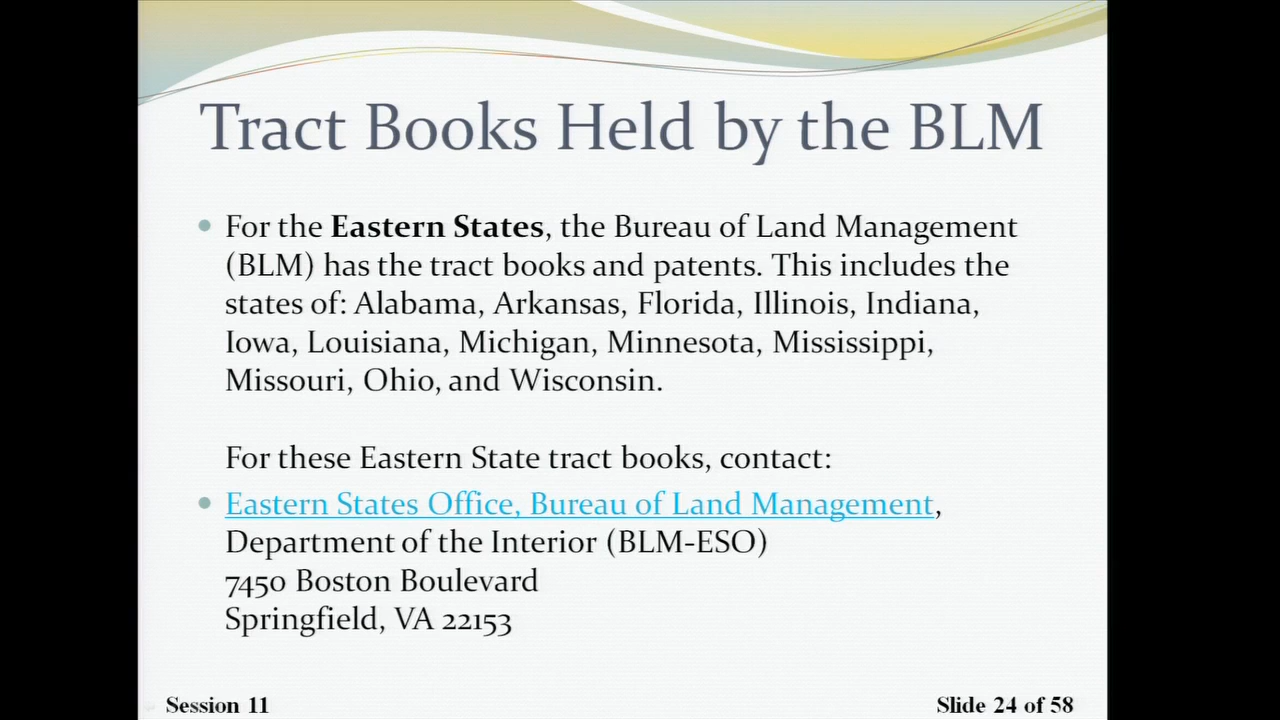 Tract Books Held by the BLM
• For the Eastern States, the Bureau of Land Management
(BLM) has the tract books and patents. This includes the
states of: Alabama, Arkansas, Florida, Illinois, Indiana,
Iowa, Louisiana, Michigan, Minnesota, Mississippi,
Missouri, Ohio, and Wisconsin.
For these Eastern State tract books, contact:
• Eastern States Office, Bureau of Land Management,
Department of the Interior (BLM-ESO)
7450 Boston Boulevard
Springfield, VA 22153
Session 11
Slide 24 of 58